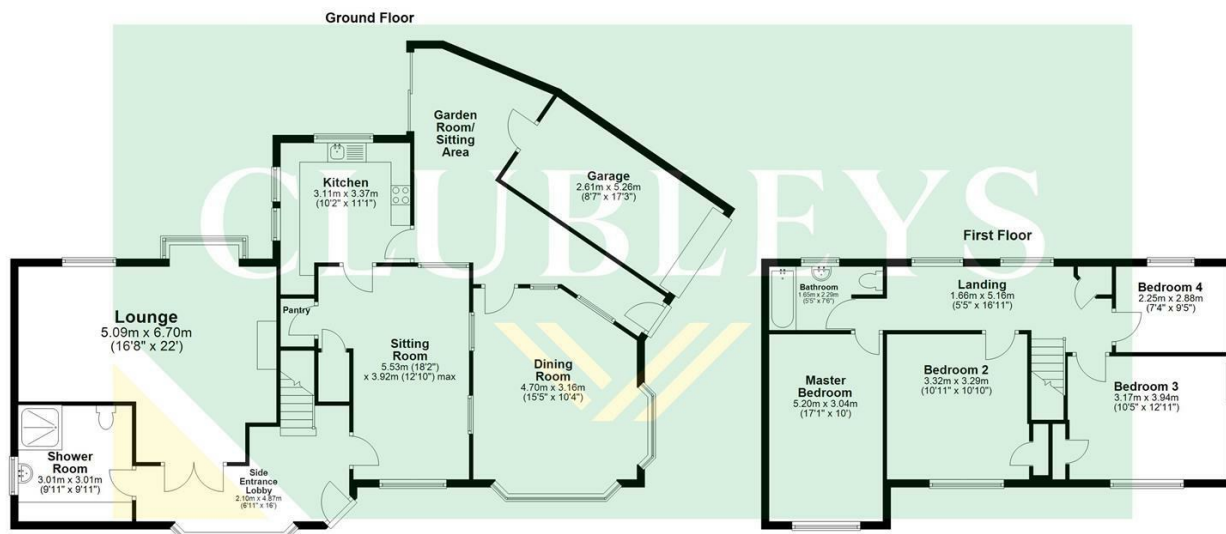 Ground Floor
Garden
Room/
Sitting
Area
Garage
2.61m x 5.26m
(8'7" x 17'3")
Kitchen
3.11m x 3.37m
(10'2" x 11'1")
CLUBLEYS
Lounge
5.09m x 6.70m
(16'8" x 22')
Pantry
Sitting
Room
5.53m (18'2")
x 3.92m (12'10") max
Dining
Room
4.70m x 3.16m
(15'5" x 10'4")
Shower
Room
3.01m x 3.01m
(9'11" x 9'11")
Side
Entrance
Lobby
2.10m x 4.87m
(6'11" x 16')
First Floor
Bathroom
1.65m x 2.29m
(5'5" x 7'6")
Landing
1.66m x 5.16m
(5'5" x 16'11")
Bedroom 4
2.25m x 2.88m
(7'4" x 9'5")
Master
Bedroom
5.20m x 3.04m
(17'1" x 10')
Bedroom 2
3.32m x 3.29m
(10'11" x 10'10")
Bedroom 3
3.17m x 3.94m
(10'5" x 12'11")